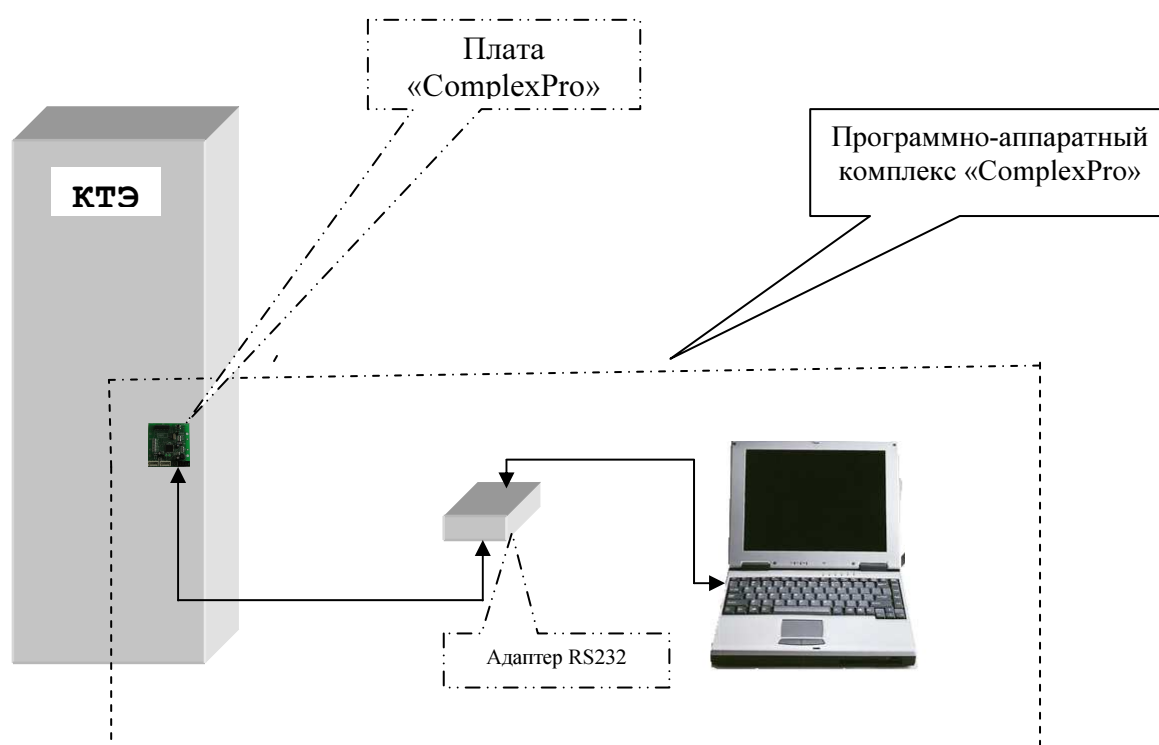 Плата
«ComplexPro»
Программно-аппаратный
комплекс «ComplexPro»
КТЭ
Адаптер RS232